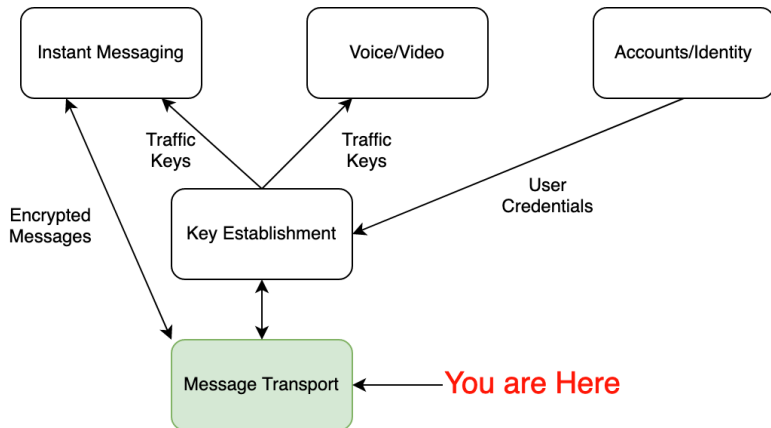 Instant Messaging
Voice/Video
Accounts/Identity
Traffic
Keys
Traffic
Keys
User
Credentials
Encrypted
Messages
Key Establishment
Message Transport
You are Here